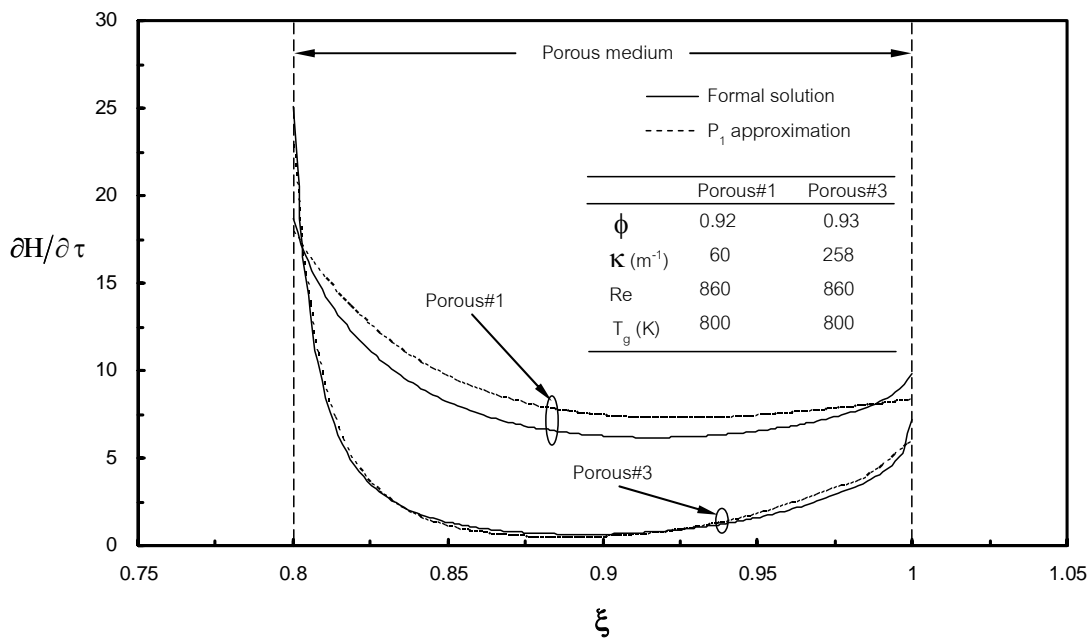 30
25
20
15
10
5
0
∂H/∂τ
Porous medium
Formal solution
P₁ approximation
Porous#1 Porous#3
ϕ 0.92 0.93
κ (m⁻¹) 60 258
Re 860 860
T_g (K) 800 800
Porous#1
Porous#3
0.75 0.8 0.85 0.9 0.95 1 1.05
ξ